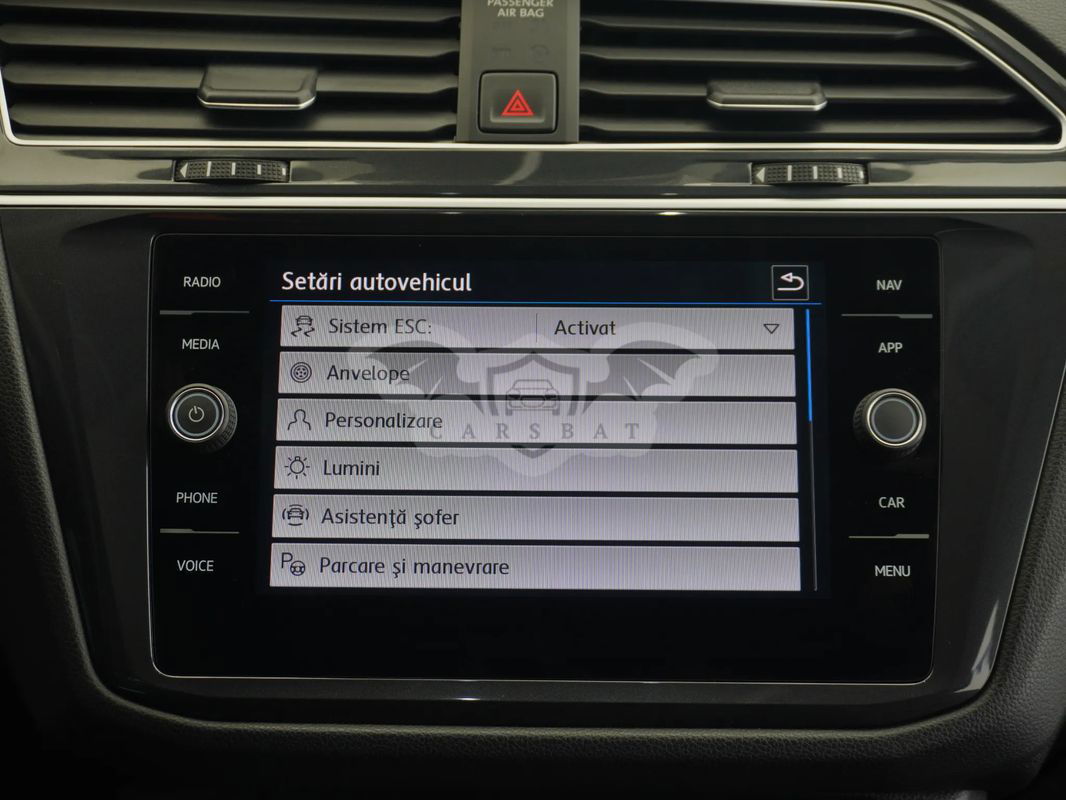 PASSENGER
AIR BAG
RADIO
MEDIA
PHONE
VOICE
Setări autovehicul
Sistem ESC: Activat
Anvelope
Personalizare
Lumini
Asistenţă şofer
P Parcare şi manevrare
CARSBAT
NAV
APP
CAR
MENU